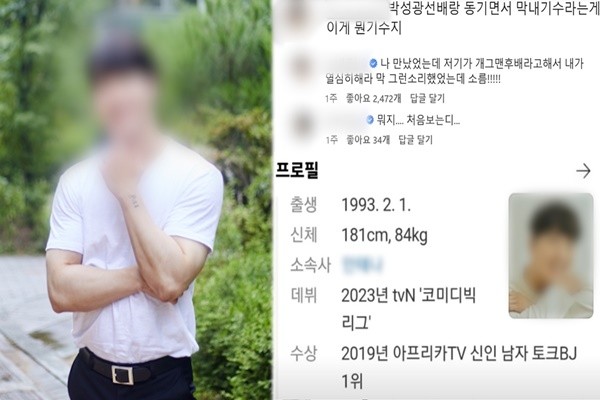 박성광선배랑 동기면서 막내기수라는게
이게 뭔기수지
나 만났었는데 저기가 개그맨후배라고해서 내가
열심히해라 막 그런소리했었는데 소름!!!!!
1주 좋아요 2,472개 답글 달기
뭐지.... 처음보는디...
1주 좋아요 34개 답글 달기
프로필 →
출생 1993. 2. 1.
신체 181cm, 84kg
소속사
데뷔 2023년 tvN '코미디빅
리그'
수상 2019년 아프리카TV 신인 남자 토크BJ
1위